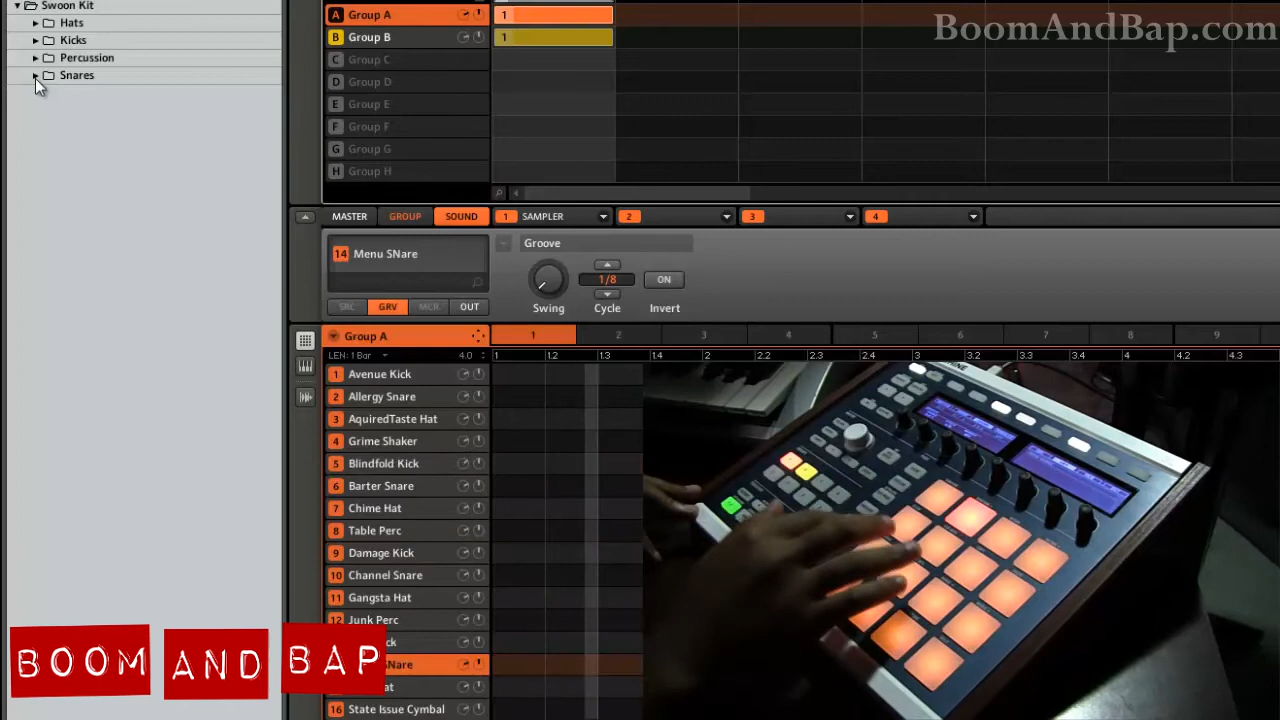 Swoon Kit
Hats
Kicks
Percussion
Snares
A Group A 1
B Group B 1
C Group C
D Group D
E Group E
F Group F
G Group G
H Group H
BoomAndBap.com
MASTER GROUP SOUND 1 SAMPLER 2 3 4
14 Menu SNare
Groove
1/8 ON
Swing Cycle Invert
SRC GRV MCR OUT
Group A 1 2 3 4 5 6 7 8 9
LEN: 1 Bar 4.0 1 1.2 1.3 1.4 2 2.2 2.3 2.4 3 3.2 3.3 3.4 4 4.2 4.3
1 Avenue Kick
2 Allergy Snare
3 AquiredTaste Hat
4 Grime Shaker
5 Blindfold Kick
6 Barter Snare
7 Chime Hat
8 Table Perc
9 Damage Kick
10 Channel Snare
11 Gangsta Hat
12 Junk Perc
16 State Issue Cymbal
BOOM AND BAP